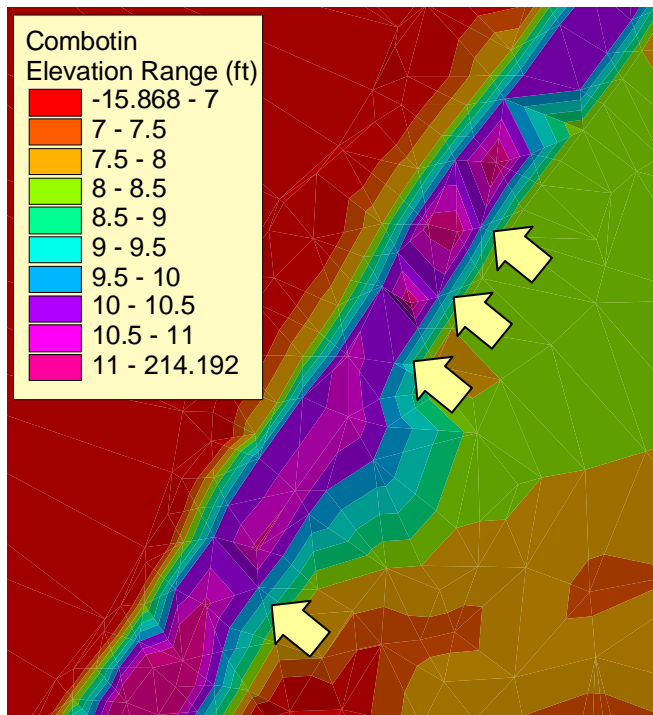 Combotin
Elevation Range (ft)
-15.868 - 7
7 - 7.5
7.5 - 8
8 - 8.5
8.5 - 9
9 - 9.5
9.5 - 10
10 - 10.5
10.5 - 11
11 - 214.192